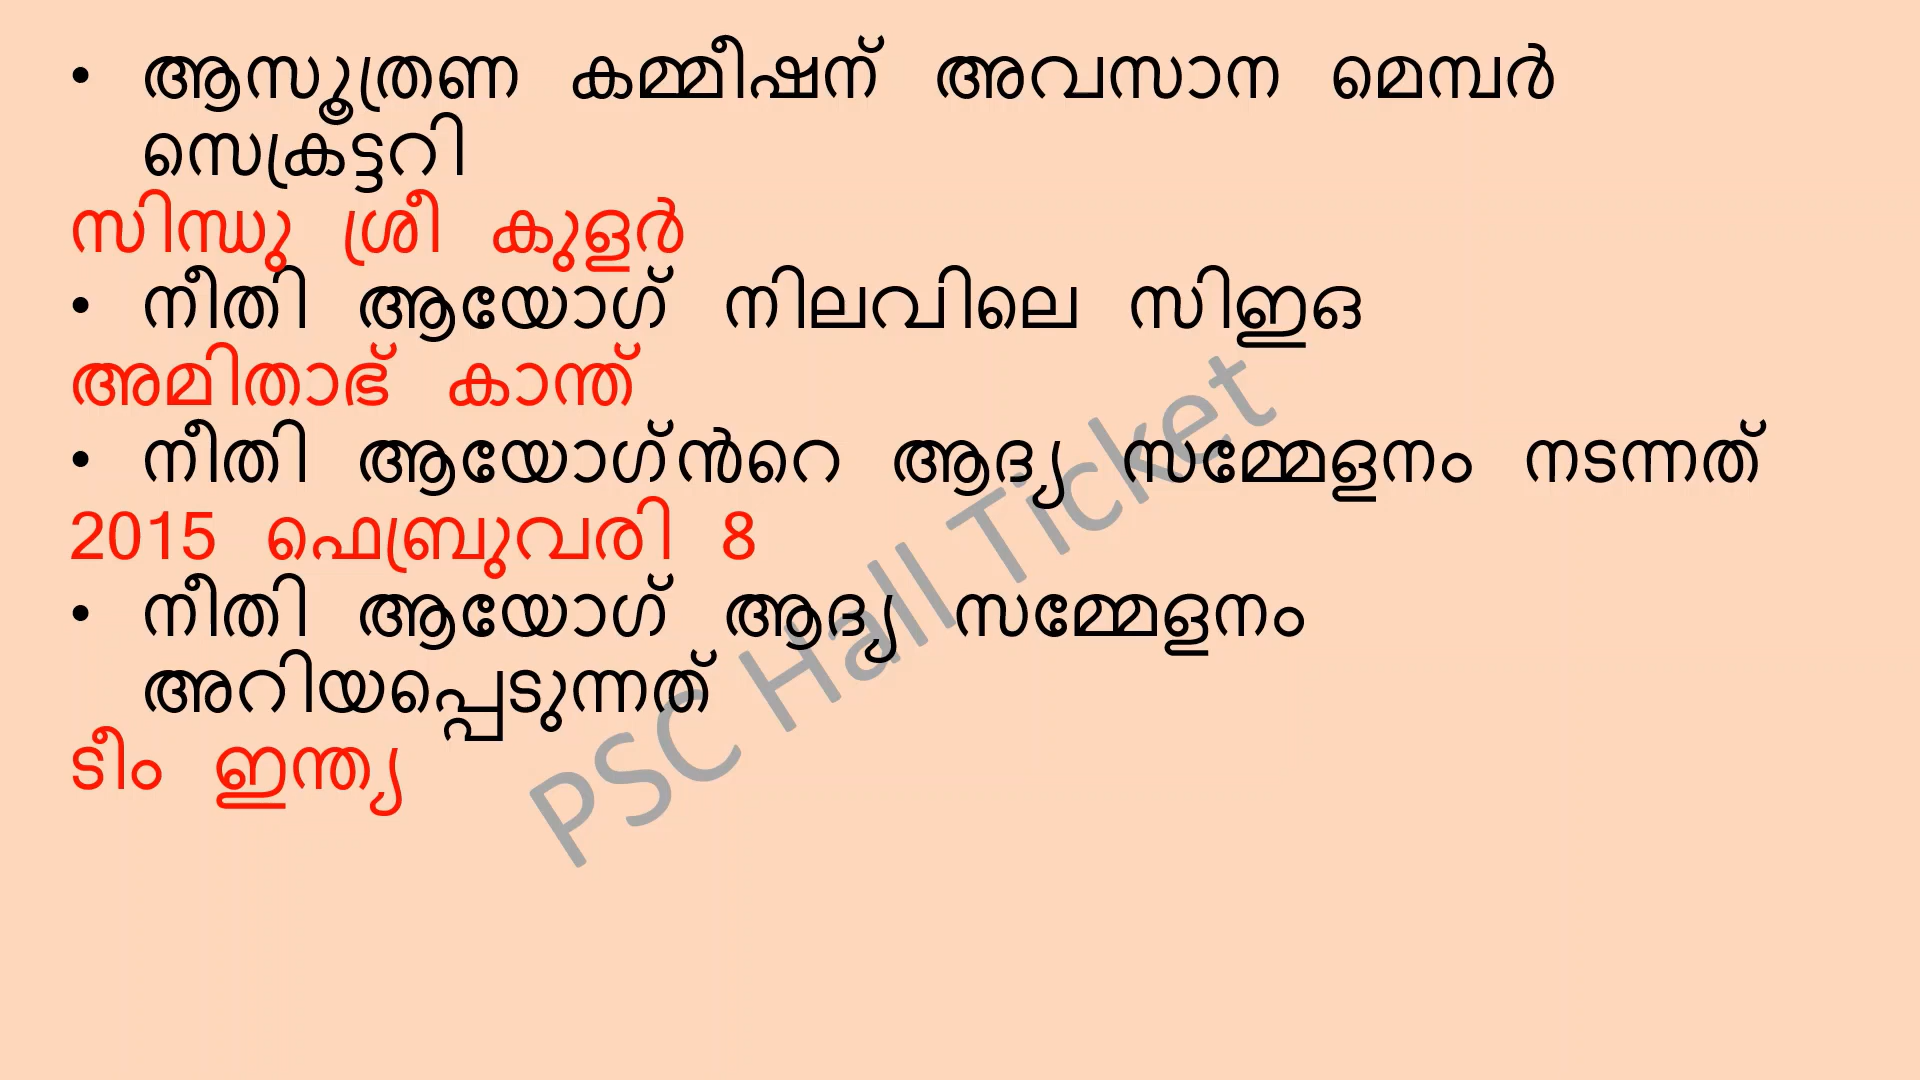 • ആസൂത്രണ കമ്മീഷന് അവസാന മെമ്പർ
സെക്രട്ടറി
സിന്ധു ശ്രീ കുളർ
• നീതി ആയോഗ് നിലവിലെ സിഇഒ
അമിതാഭ് കാന്ത്
• നീതി ആയോഗ്ൻറെ ആദ്യ സമ്മേളനം നടന്നത്
2015 ഫെബ്രുവരി 8
• നീതി ആയോഗ് ആദ്യ സമ്മേളനം
അറിയപ്പെടുന്നത്
ടീം ഇന്ത്യ
PSC Hall Ticket